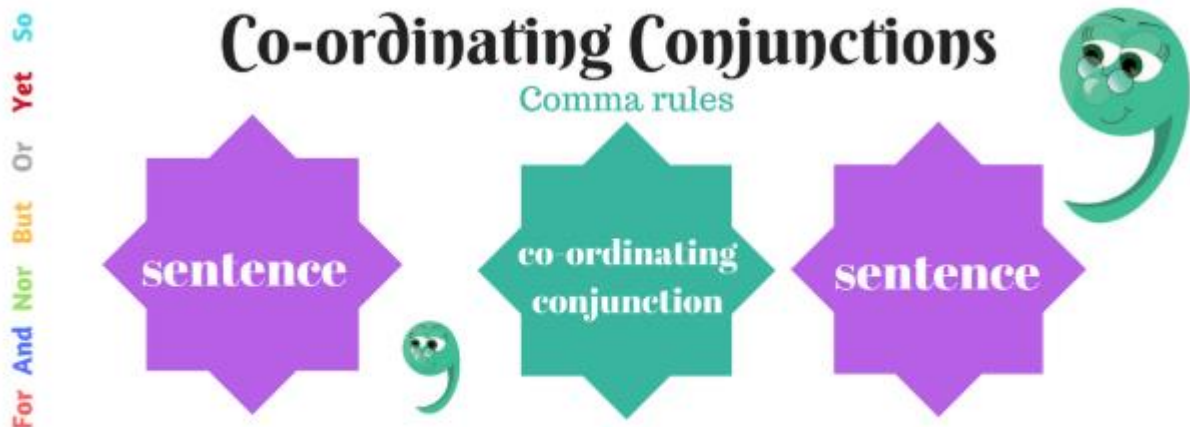 Co-ordinating Conjunctions
Comma rules
For And Nor But Or Yet So
sentence
co-ordinating
conjunction
sentence